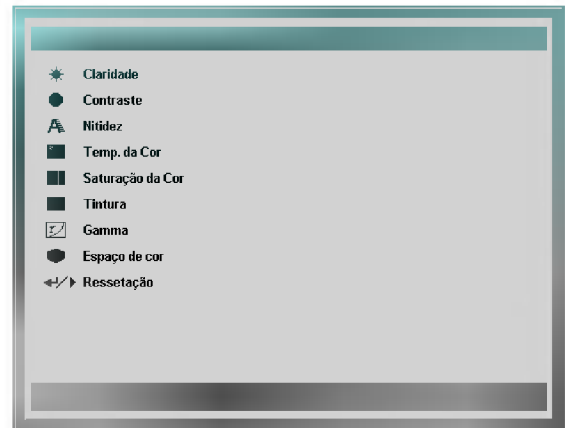 Claridade
Contraste
Nitidez
Temp. da Cor
Saturação da Cor
Tintura
Gamma
Espaço de cor
Ressetação